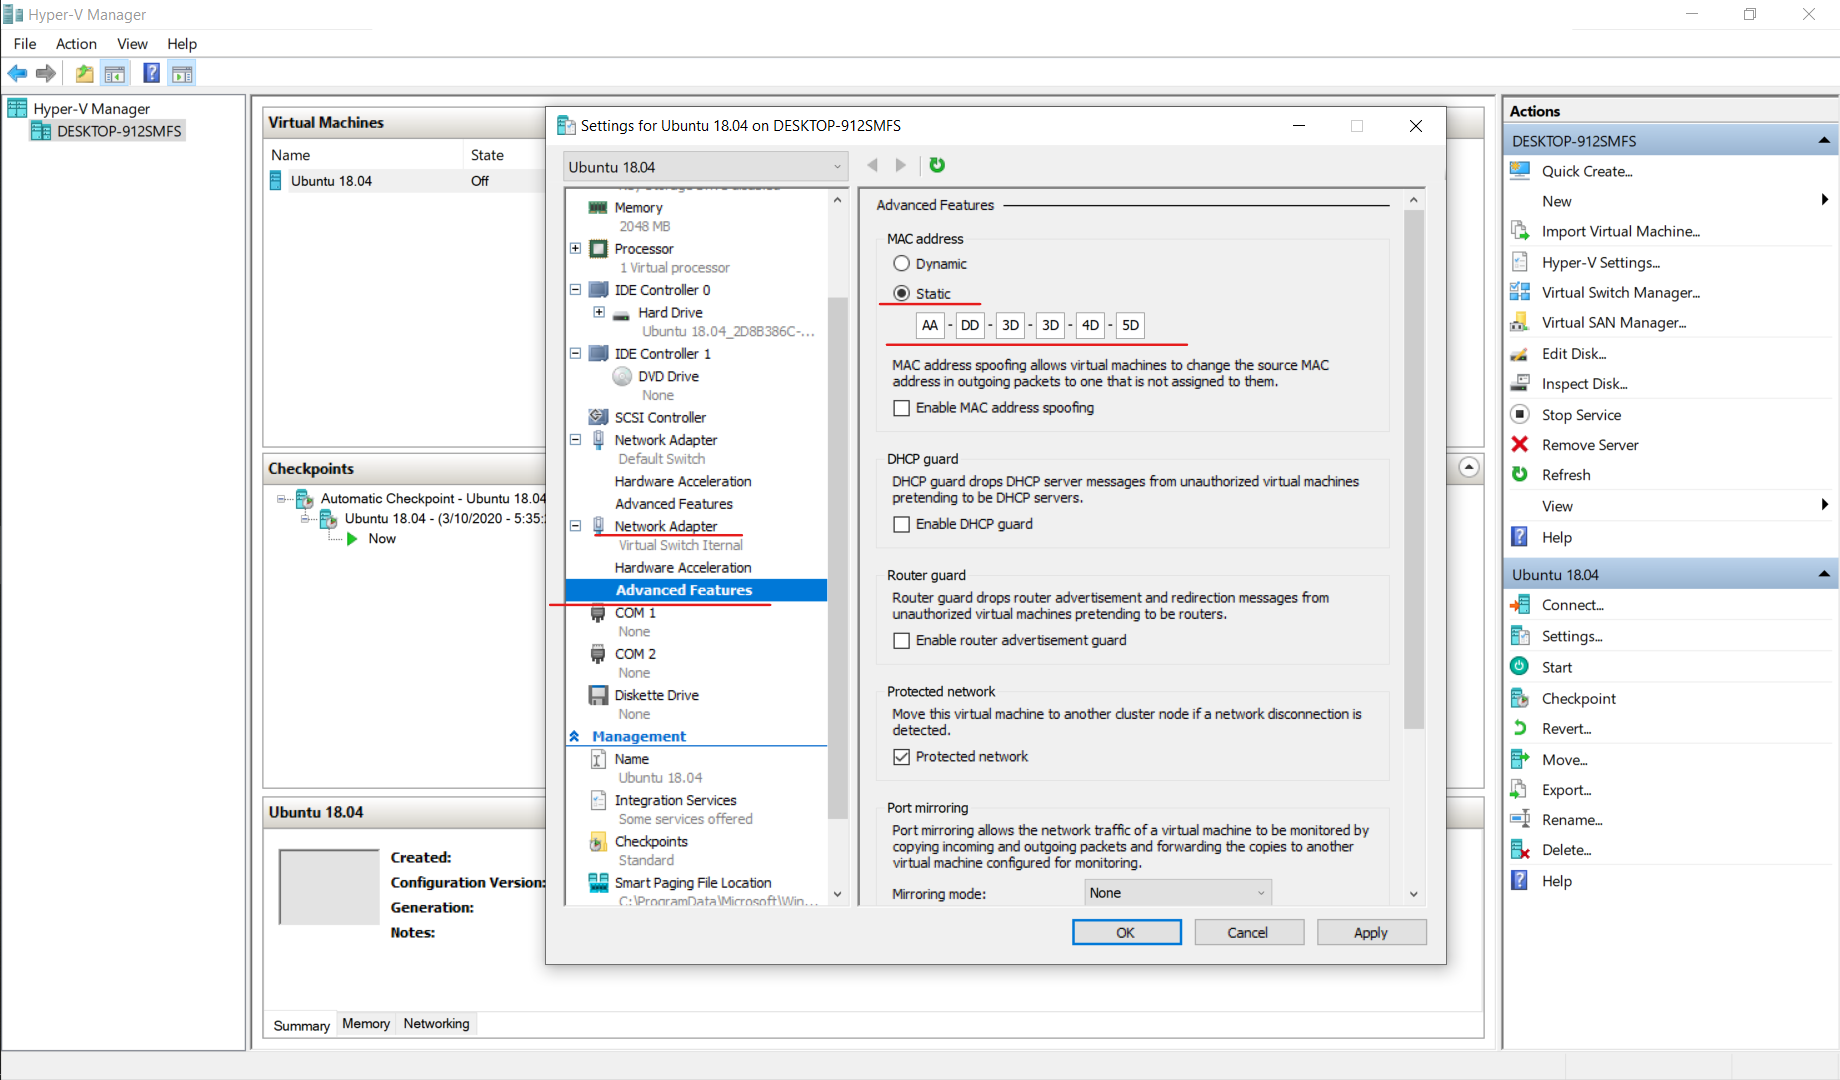 Hyper-V Manager
File Action View Help
Hyper-V Manager
DESKTOP-912SMFS
Virtual Machines
Name State
Ubuntu 18.04 Off
Checkpoints
Automatic Checkpoint - Ubuntu 18.04
Ubuntu 18.04 - (3/10/2020 - 5:35:
Now
Ubuntu 18.04
Created:
Configuration Version:
Generation:
Notes:
Summary Memory Networking
Settings for Ubuntu 18.04 on DESKTOP-912SMFS
Ubuntu 18.04
Memory
2048 MB
Processor
1 Virtual processor
IDE Controller 0
Hard Drive
Ubuntu 18.04_2D8B386C-...
IDE Controller 1
DVD Drive
None
SCSI Controller
Network Adapter
Default Switch
Hardware Acceleration
Advanced Features
Network Adapter
Virtual Switch Iternal
Hardware Acceleration
Advanced Features
COM 1
None
COM 2
None
Diskette Drive
None
Management
Name
Ubuntu 18.04
Integration Services
Some services offered
Checkpoints
Standard
Smart Paging File Location
C:\ProgramData\Microsoft\Win...
Advanced Features
MAC address
Dynamic
Static
AA - DD - 3D - 3D - 4D - 5D
MAC address spoofing allows virtual machines to change the source MAC
address in outgoing packets to one that is not assigned to them.
Enable MAC address spoofing
DHCP guard
DHCP guard drops DHCP server messages from unauthorized virtual machines
pretending to be DHCP servers.
Enable DHCP guard
Router guard
Router guard drops router advertisement and redirection messages from
unauthorized virtual machines pretending to be routers.
Enable router advertisement guard
Protected network
Move this virtual machine to another cluster node if a network disconnection is
detected.
Protected network
Port mirroring
Port mirroring allows the network traffic of a virtual machine to be monitored by
copying incoming and outgoing packets and forwarding the copies to another
virtual machine configured for monitoring.
Mirroring mode: None
OK Cancel Apply
Actions
DESKTOP-912SMFS
Quick Create...
New
Import Virtual Machine...
Hyper-V Settings...
Virtual Switch Manager...
Virtual SAN Manager...
Edit Disk...
Inspect Disk...
Stop Service
Remove Server
Refresh
View
Help
Ubuntu 18.04
Connect...
Settings...
Start
Checkpoint
Revert...
Move...
Export...
Rename...
Delete...
Help